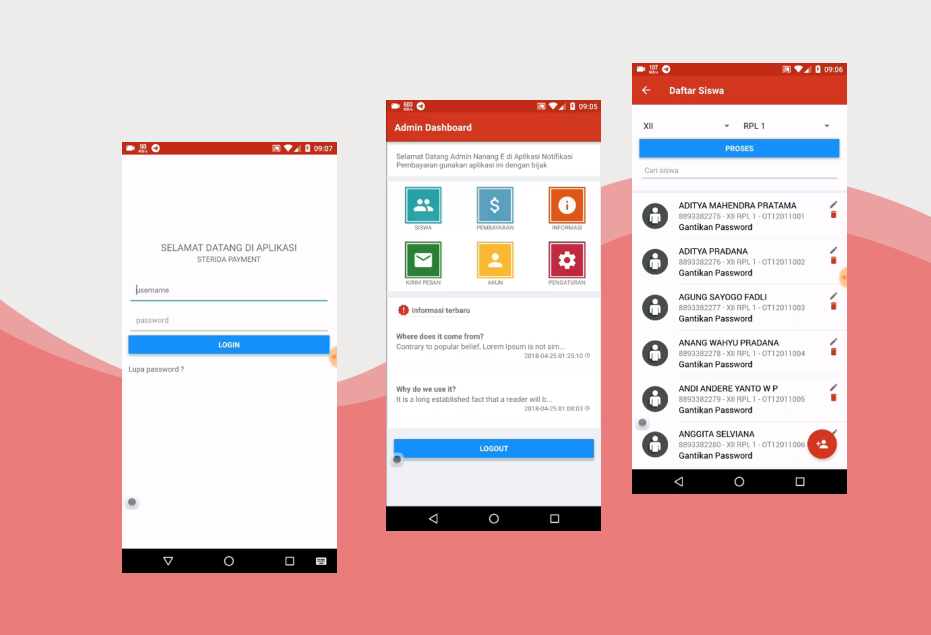 88
MB/s
09:07
SELAMAT DATANG DI APLIKASI
STERIDA PAYMENT
username
password
LOGIN
Lupa password ?
603
MB/s
09:05
Admin Dashboard
Selamat Datang Admin Nanang E di Aplikasi Notifikasi
Pembayaran gunakan aplikasi ini dengan bijak
SISWA
PEMBAYARAN
INFORMASI
KIRIM PESAN
AKUN
PENGATURAN
Informasi terbaru
Where does it come from?
Contrary to popular belief, Lorem Ipsum is not sim...
2018-04-25 01:25:10
Why do we use it?
It is a long established fact that a reader will b...
2018-04-25 01:08:03
LOGOUT
107
MB/s
09:06
Daftar Siswa
XII
RPL 1
PROSES
Cari siswa
ADITYA MAHENDRA PRATAMA
8893382275 - XII RPL 1 - OT12011001
Gantikan Password
ADITYA PRADANA
8893382276 - XII RPL 1 - OT12011002
Gantikan Password
AGUNG SAYOGO FADLI
8893382277 - XII RPL 1 - OT12011003
Gantikan Password
ANANG WAHYU PRADANA
8893382278 - XII RPL 1 - OT12011004
Gantikan Password
ANDI ANDERE YANTO W P
8893382279 - XII RPL 1 - OT12011005
Gantikan Password
ANGGITA SELVIANA
8893382280 - XII RPL 1 - OT12011006
Gantikan Password